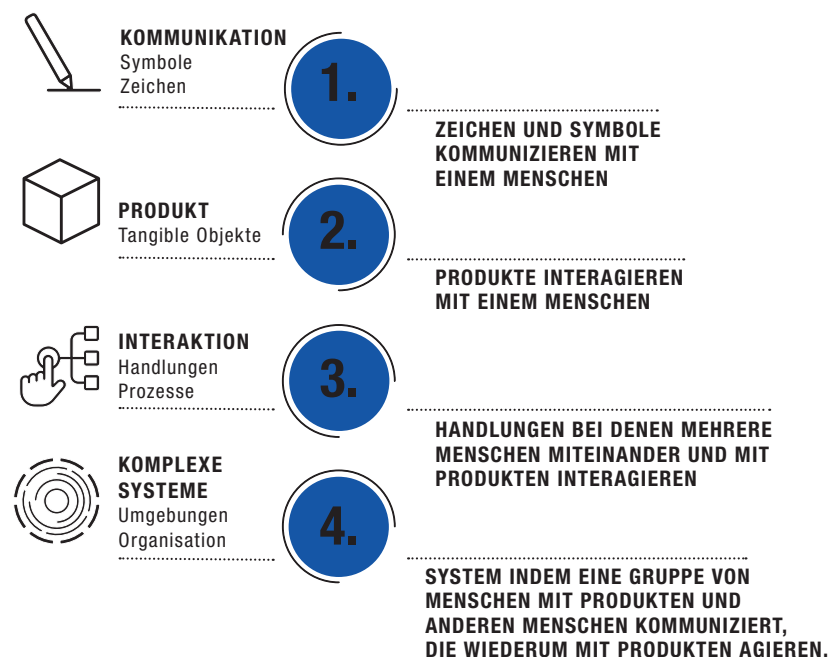 KOMMUNIKATION
Symbole
Zeichen
1.
ZEICHEN UND SYMBOLE
KOMMUNIZIEREN MIT
EINEM MENSCHEN
PRODUKT
Tangible Objekte
2.
PRODUKTE INTERAGIEREN
MIT EINEM MENSCHEN
INTERAKTION
Handlungen
Prozesse
3.
HANDLUNGEN BEI DENEN MEHRERE
MENSCHEN MITEINANDER UND MIT
PRODUKTEN INTERAGIEREN
KOMPLEXE
SYSTEME
Umgebungen
Organisation
4.
SYSTEM INDEM EINE GRUPPE VON
MENSCHEN MIT PRODUKTEN UND
ANDEREN MENSCHEN KOMMUNIZIERT,
DIE WIEDERUM MIT PRODUKTEN AGIEREN.